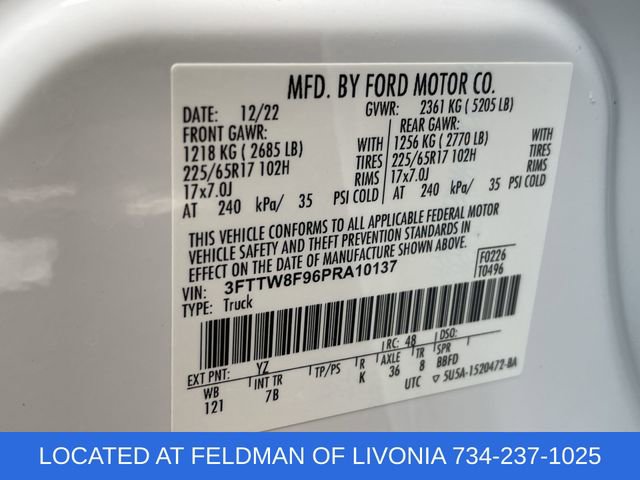 MFD. BY FORD MOTOR CO.
DATE: 12/22 GVWR: 2361 KG ( 5205 LB)
FRONT GAWR: REAR GAWR:
1218 KG ( 2685 LB) WITH 1256 KG ( 2770 LB) WITH
225/65R17 102H TIRES 225/65R17 102H TIRES
17x7.0J RIMS 17x7.0J RIMS
AT 240 kPa/ 35 PSI COLD AT 240 kPa/ 35 PSI COLD
THIS VEHICLE CONFORMS TO ALL APPLICABLE FEDERAL MOTOR
VEHICLE SAFETY AND THEFT PREVENTION STANDARDS IN
EFFECT ON THE DATE OF MANUFACTURE SHOWN ABOVE.
VIN: 3FTTW8F96PRA10137 F0226
TYPE: Truck T0496
EXT PNT: YZ RC: 48 DSO:
WB INT TR TP/PS R AXLE TR SPR
121 7B K 36 8 BBFD
UTC ▽ 5U5A-1520472-BA
LOCATED AT FELDMAN OF LIVONIA 734-237-1025